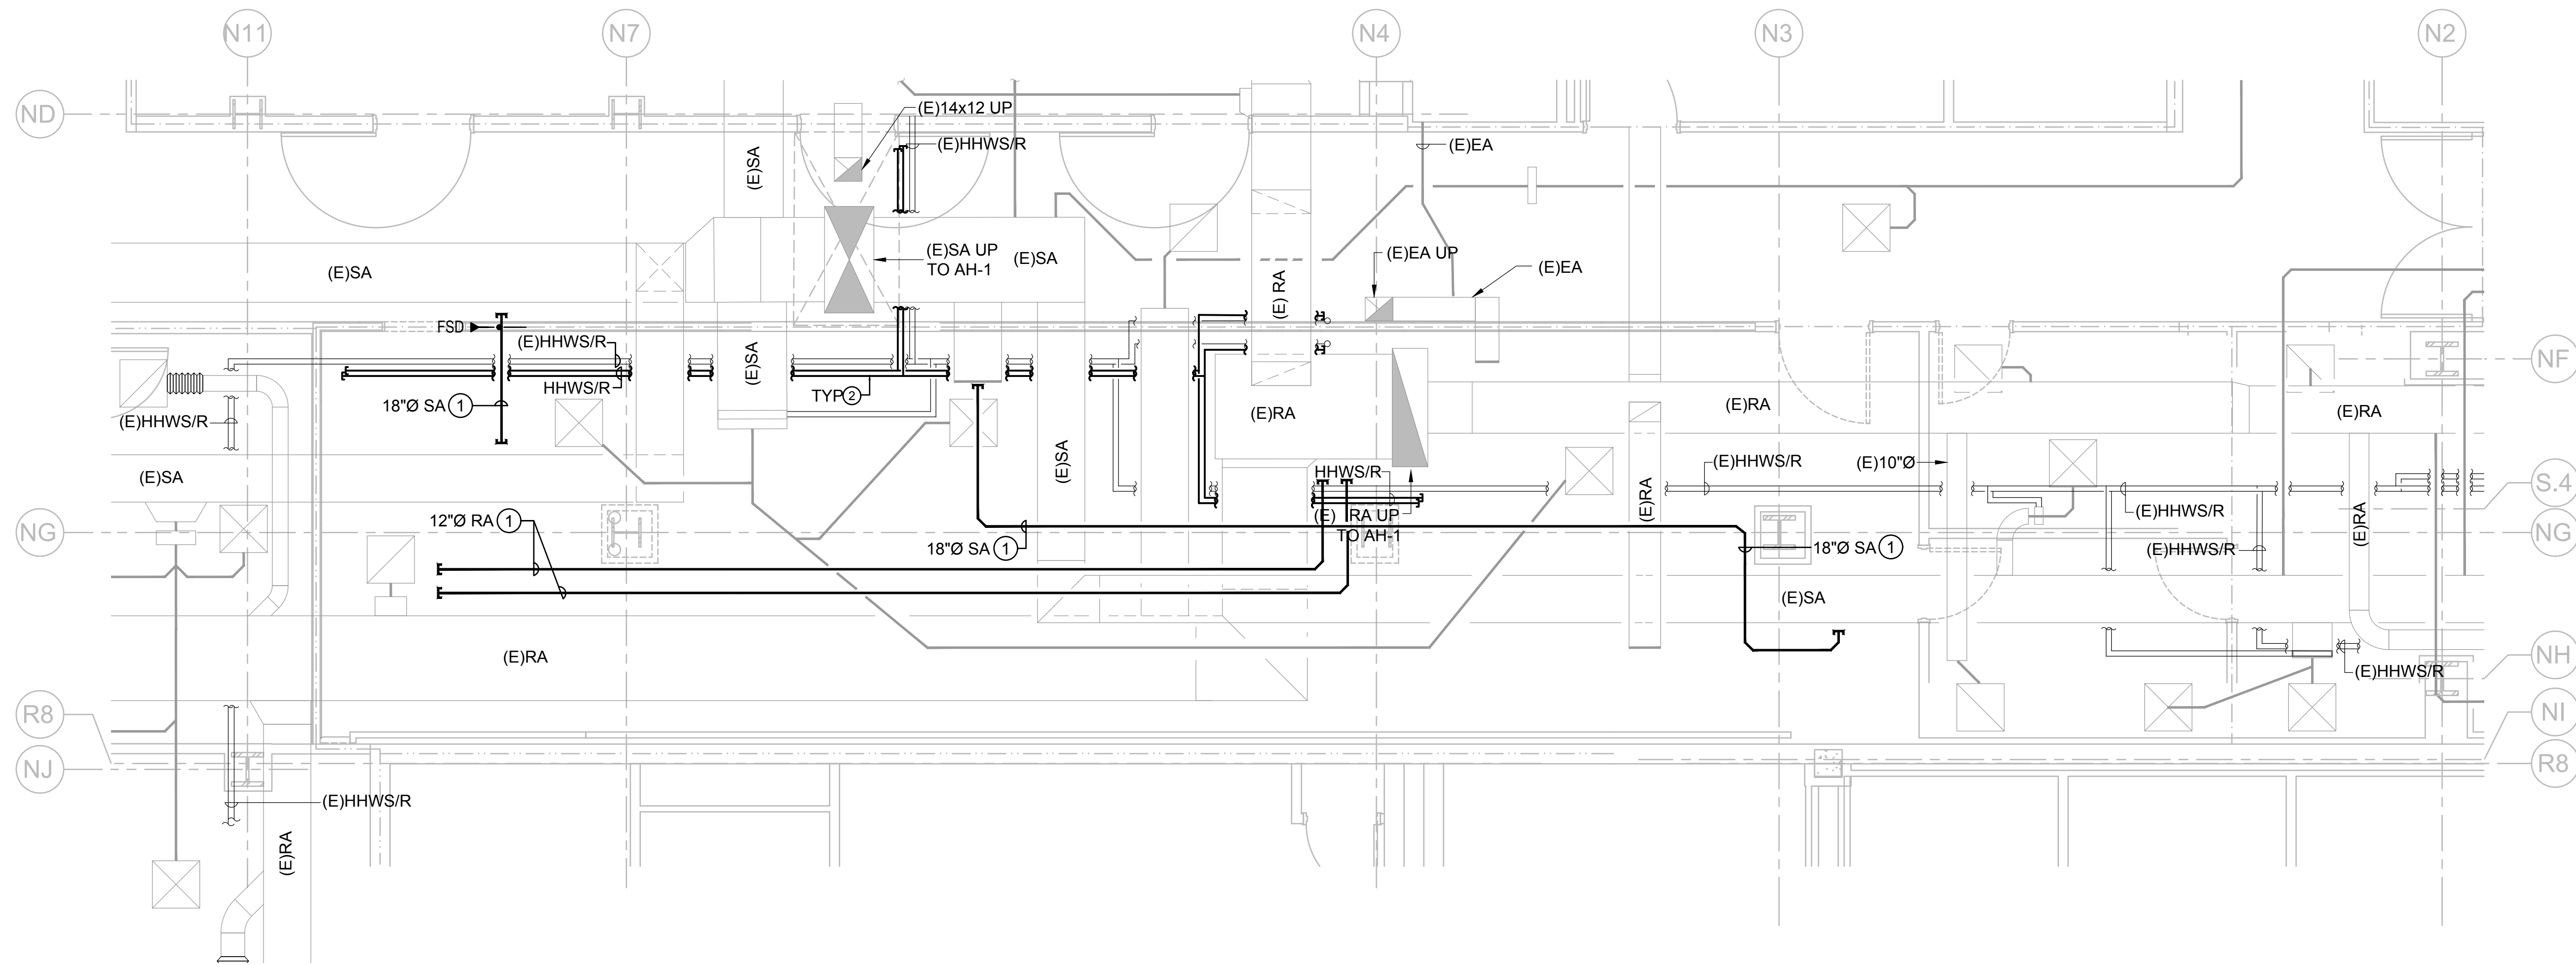 N11
N7
N4
N3
N2
ND
(E)14x12 UP
(E)HHWS/R
(E)EA
(E)SA
(E)SA UP
TO AH-1
(E)SA
(E)SA
(E) RA
(E)EA UP
(E)EA
FSD
(E)HHWS/R
HHWS/R
(E)SA
TYP 2
18"Ø SA 1
(E)HHWS/R
(E)RA
(E)RA
(E)RA
NF
(E)SA
(E)SA
HHWS/R
(E)HHWS/R
(E)10"Ø
(E)RA
(E)RA
(E)HHWS/R
S.4
NG
12"Ø RA 1
18"Ø SA 1
(E) RA UP
TO AH-1
18"Ø SA 1
(E)HHWS/R
NG
(E)SA
(E)RA
(E)HHWS/R
NH
R8
NI
NJ
R8
(E)HHWS/R
(E)RA